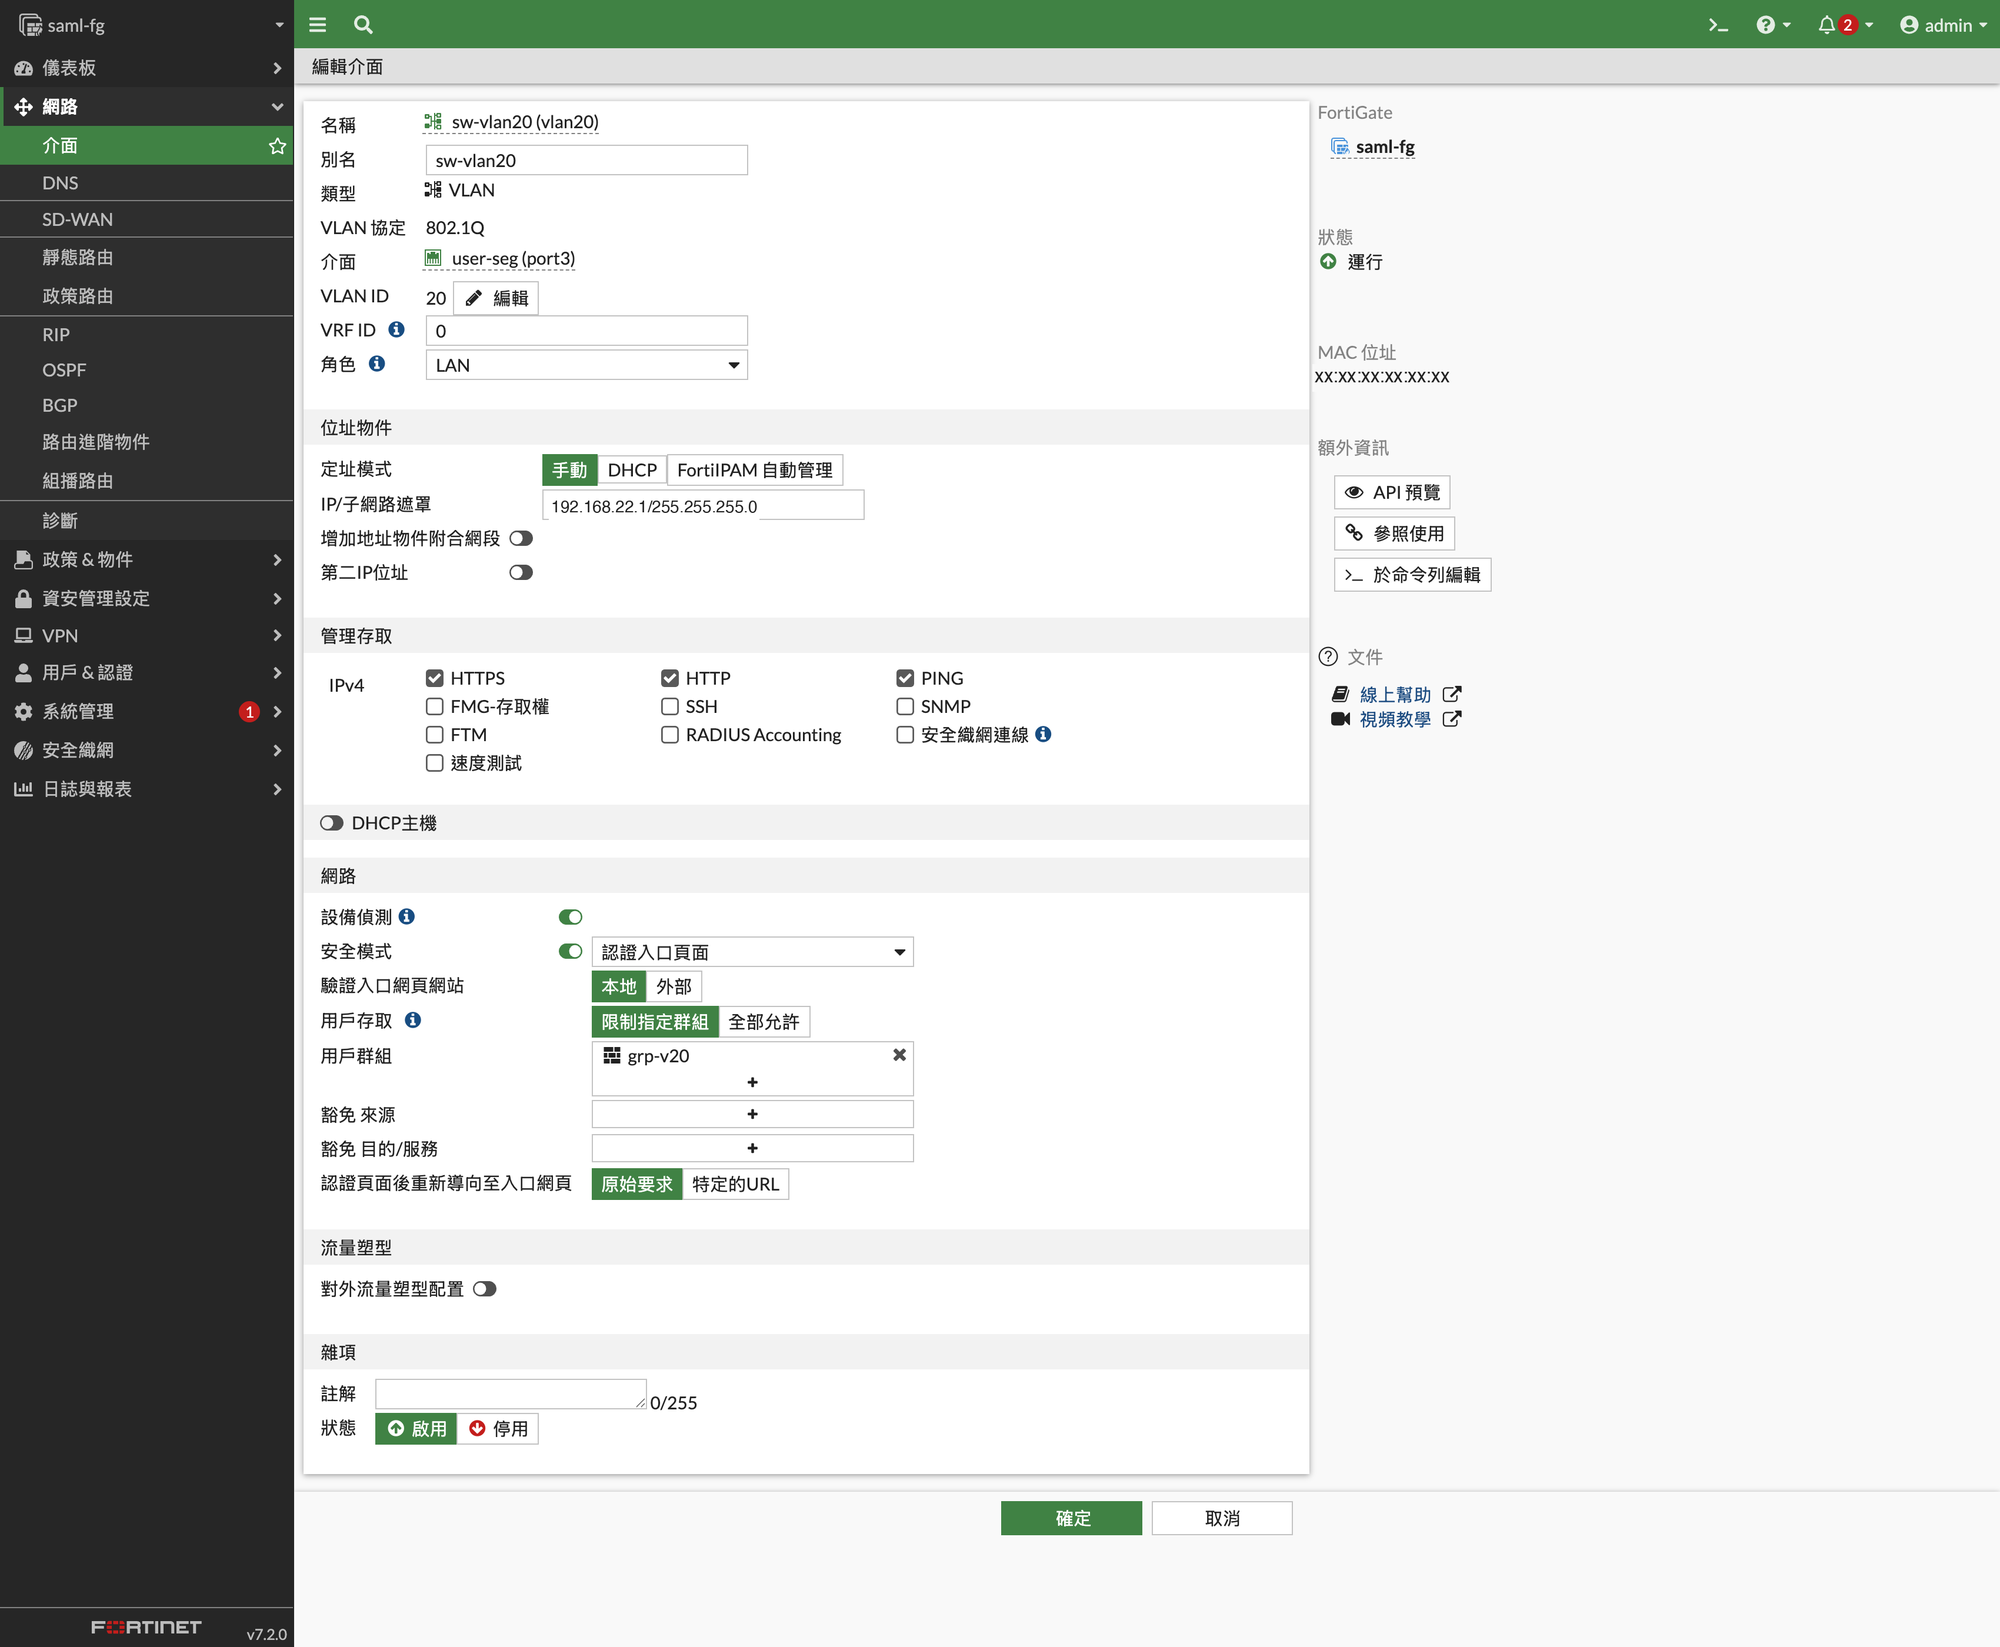 saml-fg
2
admin
儀表板
網路
介面
DNS
SD-WAN
靜態路由
政策路由
RIP
OSPF
BGP
路由進階物件
組播路由
診斷
政策 & 物件
資安管理設定
VPN
用戶 & 認證
系統管理 1
安全織網
日誌與報表
FORTINET v7.2.0
編輯介面
名稱 sw-vlan20 (vlan20)
別名 sw-vlan20
類型 VLAN
VLAN 協定 802.1Q
介面 user-seg (port3)
VLAN ID 20 編輯
VRF ID 0
角色 LAN
位址物件
定址模式 手動 DHCP FortiIPAM 自動管理
IP/子網路遮罩 192.168.22.1/255.255.255.0
增加地址物件附合網段
第二IP位址
管理存取
IPv4 HTTPS HTTP PING
FMG-存取權 SSH SNMP
FTM RADIUS Accounting 安全織網連線
速度測試
DHCP主機
網路
設備偵測
安全模式 認證入口頁面
驗證入口網頁網站 本地 外部
用戶存取 限制指定群組 全部允許
用戶群組 grp-v20
+
豁免 來源 +
豁免 目的/服務 +
認證頁面後重新導向至入口網頁 原始要求 特定的URL
流量塑型
對外流量塑型配置
雜項
註解 0/255
狀態 啟用 停用
確定 取消
FortiGate
saml-fg
狀態
運行
MAC 位址
xx:xx:xx:xx:xx:xx
額外資訊
API 預覽
參照使用
於命令列編輯
文件
線上幫助
視頻教學